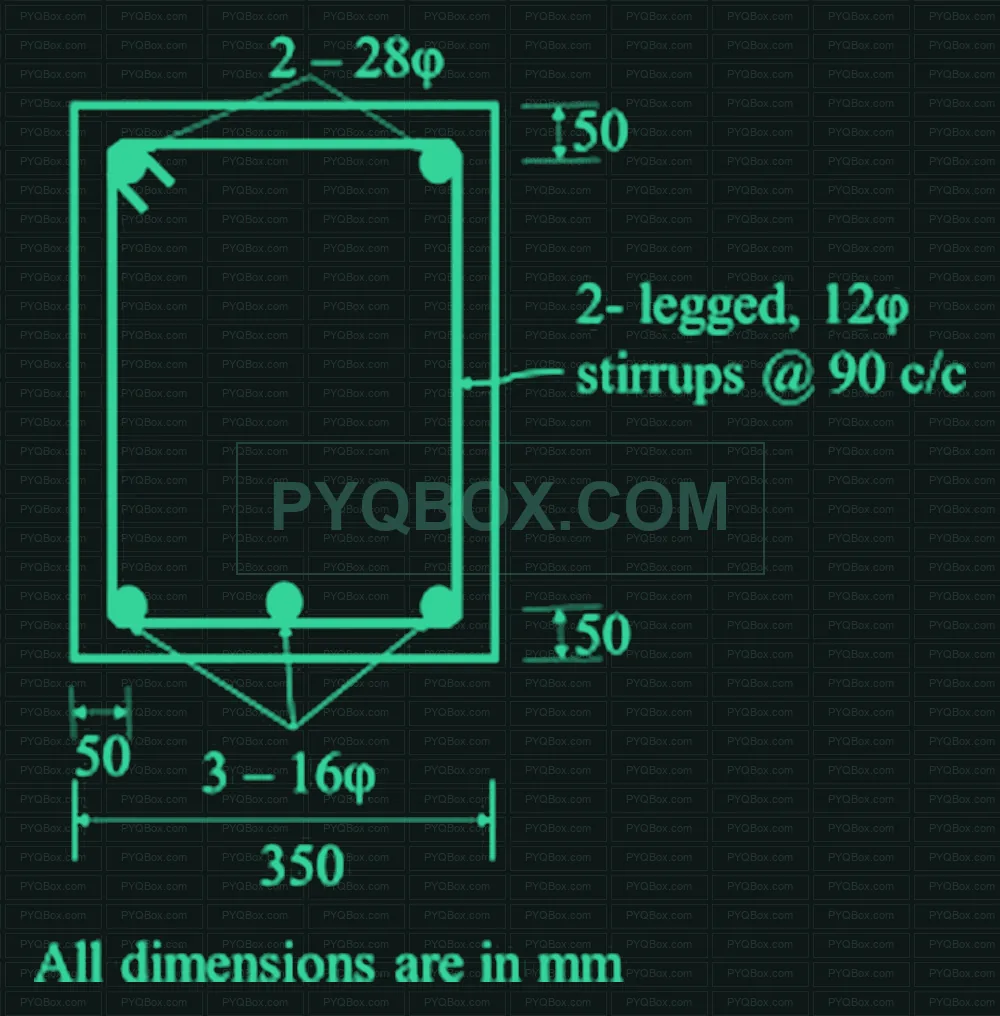 2 – 28φ
50
2- legged, 12φ
stirrups @ 90 c/c
PYQBOX.COM
50
50
3 – 16φ
350
All dimensions are in mm